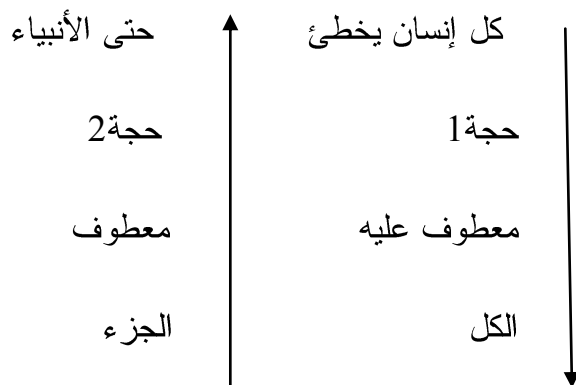 كل إنسان يخطئ
حتى الأنبياء
حجة1
حجة2
معطوف عليه
معطوف
الكل
الجزء